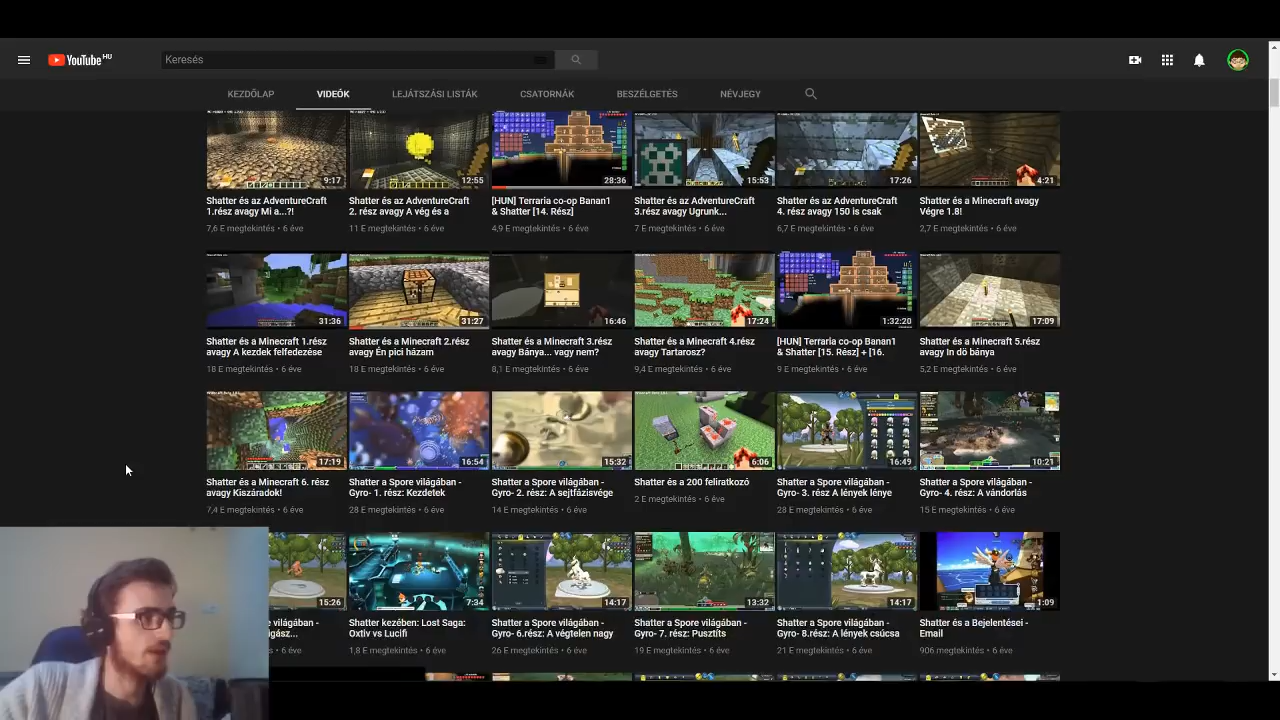 YouTube HU
Keresés
KEZDŐLAP VIDEÓK LEJÁTSZÁSI LISTÁK CSATORNÁK BESZÉLGETÉS NÉVJEGY
9:17 12:55 28:36 15:53 17:26 4:21
Shatter és az AdventureCraft
1.rész avagy Mi a...?!
7,6 E megtekintés • 6 éve
Shatter és az AdventureCraft
2. rész avagy A vég és a
11 E megtekintés • 6 éve
[HUN] Terraria co-op Banan1
& Shatter [14. Rész]
4,9 E megtekintés • 6 éve
Shatter és az AdventureCraft
3.rész avagy Ugrunk...
7 E megtekintés • 6 éve
Shatter és az AdventureCraft
4. rész avagy 150 is csak
6,7 E megtekintés • 6 éve
Shatter és a Minecraft avagy
Végre 1.8!
2,7 E megtekintés • 6 éve
31:36 31:27 16:46 17:24 1:32:20 17:09
Shatter és a Minecraft 1.rész
avagy A kezdek felfedezése
18 E megtekintés • 6 éve
Shatter és a Minecraft 2.rész
avagy Én pici házam
18 E megtekintés • 6 éve
Shatter és a Minecraft 3.rész
avagy Bánya... vagy nem?
8,1 E megtekintés • 6 éve
Shatter és a Minecraft 4.rész
avagy Tartarosz?
9,4 E megtekintés • 6 éve
[HUN] Terraria co-op Banan1
& Shatter [15. Rész] + [16.
9 E megtekintés • 6 éve
Shatter és a Minecraft 5.rész
avagy In dö bánya
5,2 E megtekintés • 6 éve
17:19 16:54 15:32 6:06 16:49 10:21
Shatter és a Minecraft 6. rész
avagy Kiszáradok!
7,4 E megtekintés • 6 éve
Shatter a Spore világában -
Gyro- 1. rész: Kezdetek
28 E megtekintés • 6 éve
Shatter a Spore világában -
Gyro- 2. rész: A sejtfázisvége
14 E megtekintés • 6 éve
Shatter és a 200 feliratkozó
2 E megtekintés • 6 éve
Shatter a Spore világában -
Gyro- 3. rész A lények lénye
28 E megtekintés • 6 éve
Shatter a Spore világában -
Gyro- 4. rész: A vándorlás
15 E megtekintés • 6 éve
15:26 7:34 14:17 13:32 14:17 1:09
világában -
gász...
• 6 éve
Shatter kezében: Lost Saga:
Oxtiv vs Lucifi
1,8 E megtekintés • 6 éve
Shatter a Spore világában -
Gyro- 6.rész: A végtelen nagy
26 E megtekintés • 6 éve
Shatter a Spore világában -
Gyro- 7. rész: Pusztíts
19 E megtekintés • 6 éve
Shatter a Spore világában -
Gyro- 8.rész: A lények csúcsa
21 E megtekintés • 6 éve
Shatter és a Bejelentései -
Email
906 megtekintés • 6 éve